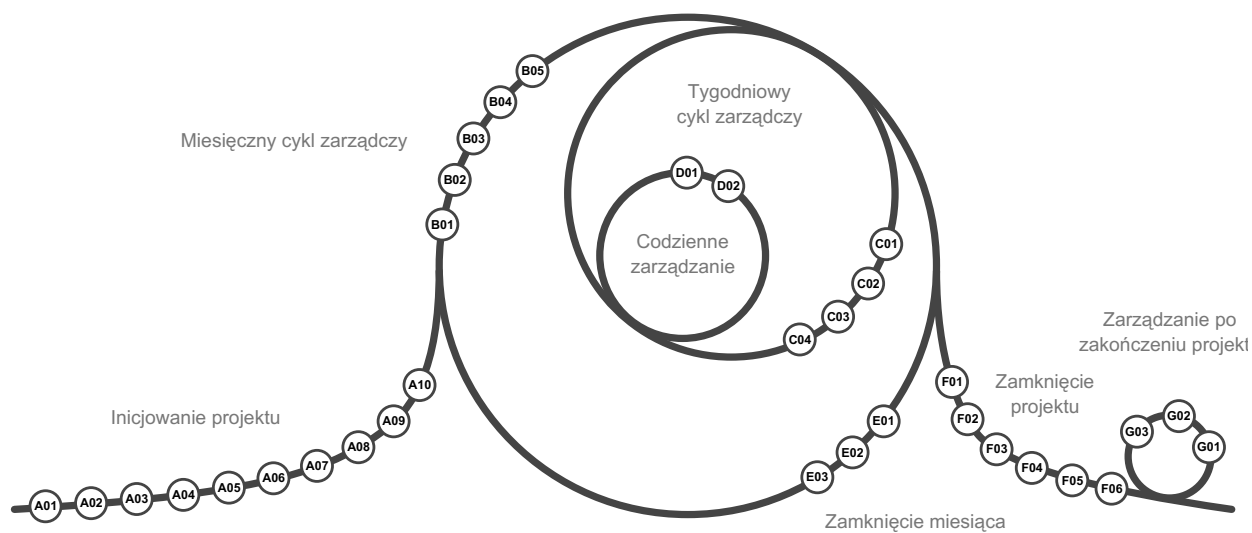 B05
B04
B03
B02
B01
Miesięczny cykl zarządczy
Tygodniowy
cykl zarządczy
D01
D02
Codzienne
zarządzanie
C01
C02
C03
C04
Inicjowanie projektu
A01
A02
A03
A04
A05
A06
A07
A08
A09
A10
E01
E02
E03
Zamknięcie miesiąca
F01
F02
F03
F04
F05
F06
Zamknięcie
projektu
Zarządzanie po
zakończeniu projekt
G03
G02
G01